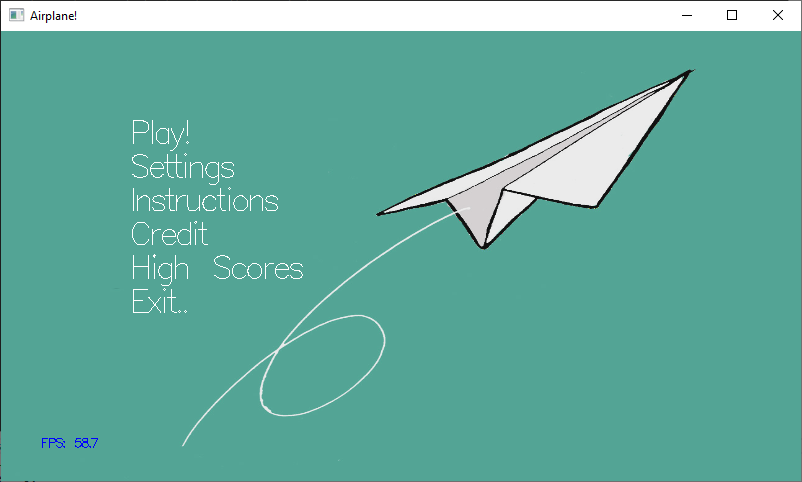 Airplane!
Play!
Settings
Instructions
Credit
High Scores
Exit..
FPS: 58.7